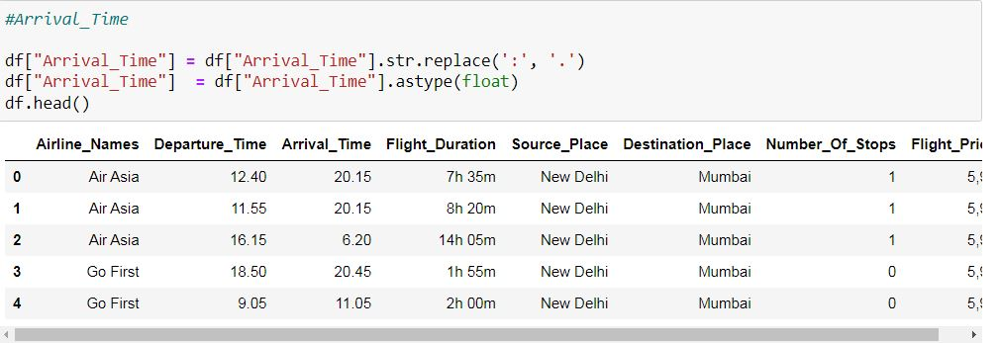 #Arrival_Time
df["Arrival_Time"] = df["Arrival_Time"].str.replace(':', '.')
df["Arrival_Time"]  = df["Arrival_Time"].astype(float)
df.head()
Airline_Names Departure_Time Arrival_Time Flight_Duration Source_Place Destination_Place Number_Of_Stops Flight_Pri
0 Air Asia 12.40 20.15 7h 35m New Delhi Mumbai 1 5,9
1 Air Asia 11.55 20.15 8h 20m New Delhi Mumbai 1 5,9
2 Air Asia 16.15 6.20 14h 05m New Delhi Mumbai 1 5,9
3 Go First 18.50 20.45 1h 55m New Delhi Mumbai 0 5,9
4 Go First 9.05 11.05 2h 00m New Delhi Mumbai 0 5,9